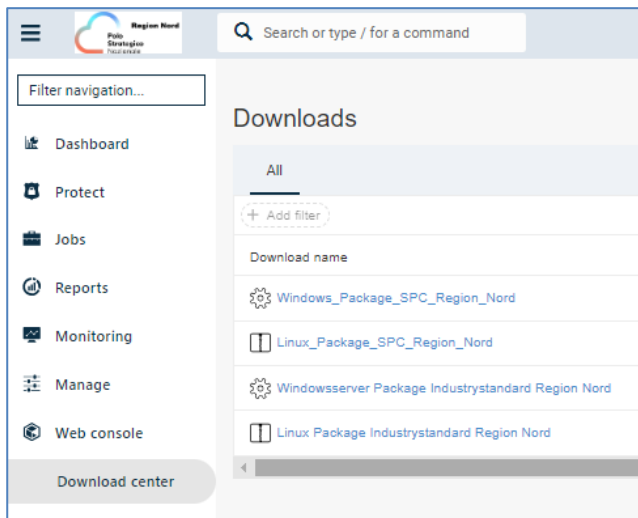 Region Nord
Polo
Strategico
Nazionale
Search or type / for a command
Filter navigation...
Dashboard
Protect
Jobs
Reports
Monitoring
Manage
Web console
Download center
Downloads
All
+ Add filter
Download name
Windows_Package_SPC_Region_Nord
Linux_Package_SPC_Region_Nord
Windowsserver Package Industrystandard Region Nord
Linux Package Industrystandard Region Nord